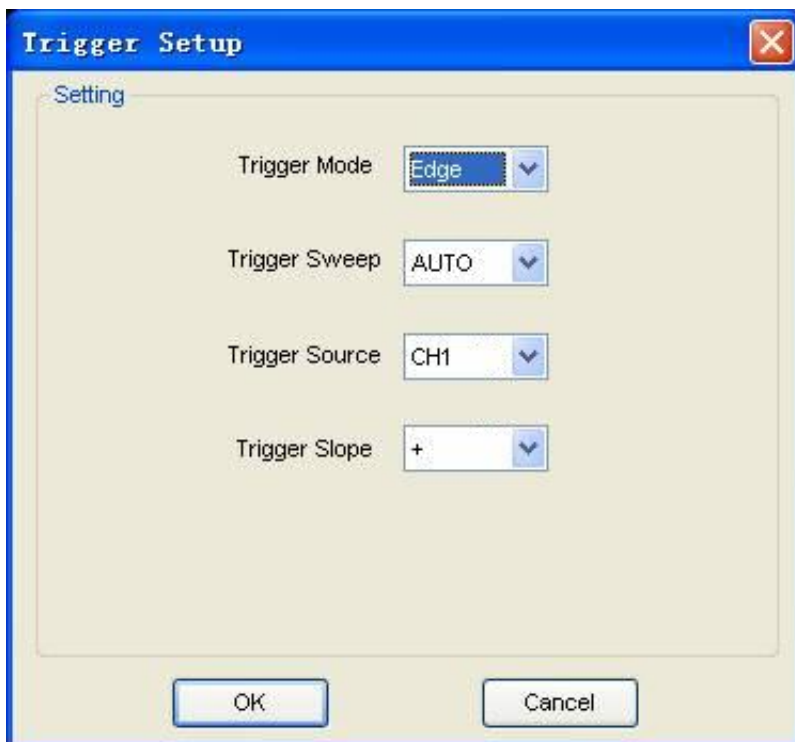 Trigger Setup
Setting
Trigger Mode Edge
Trigger Sweep AUTO
Trigger Source CH1
Trigger Slope +
OK Cancel